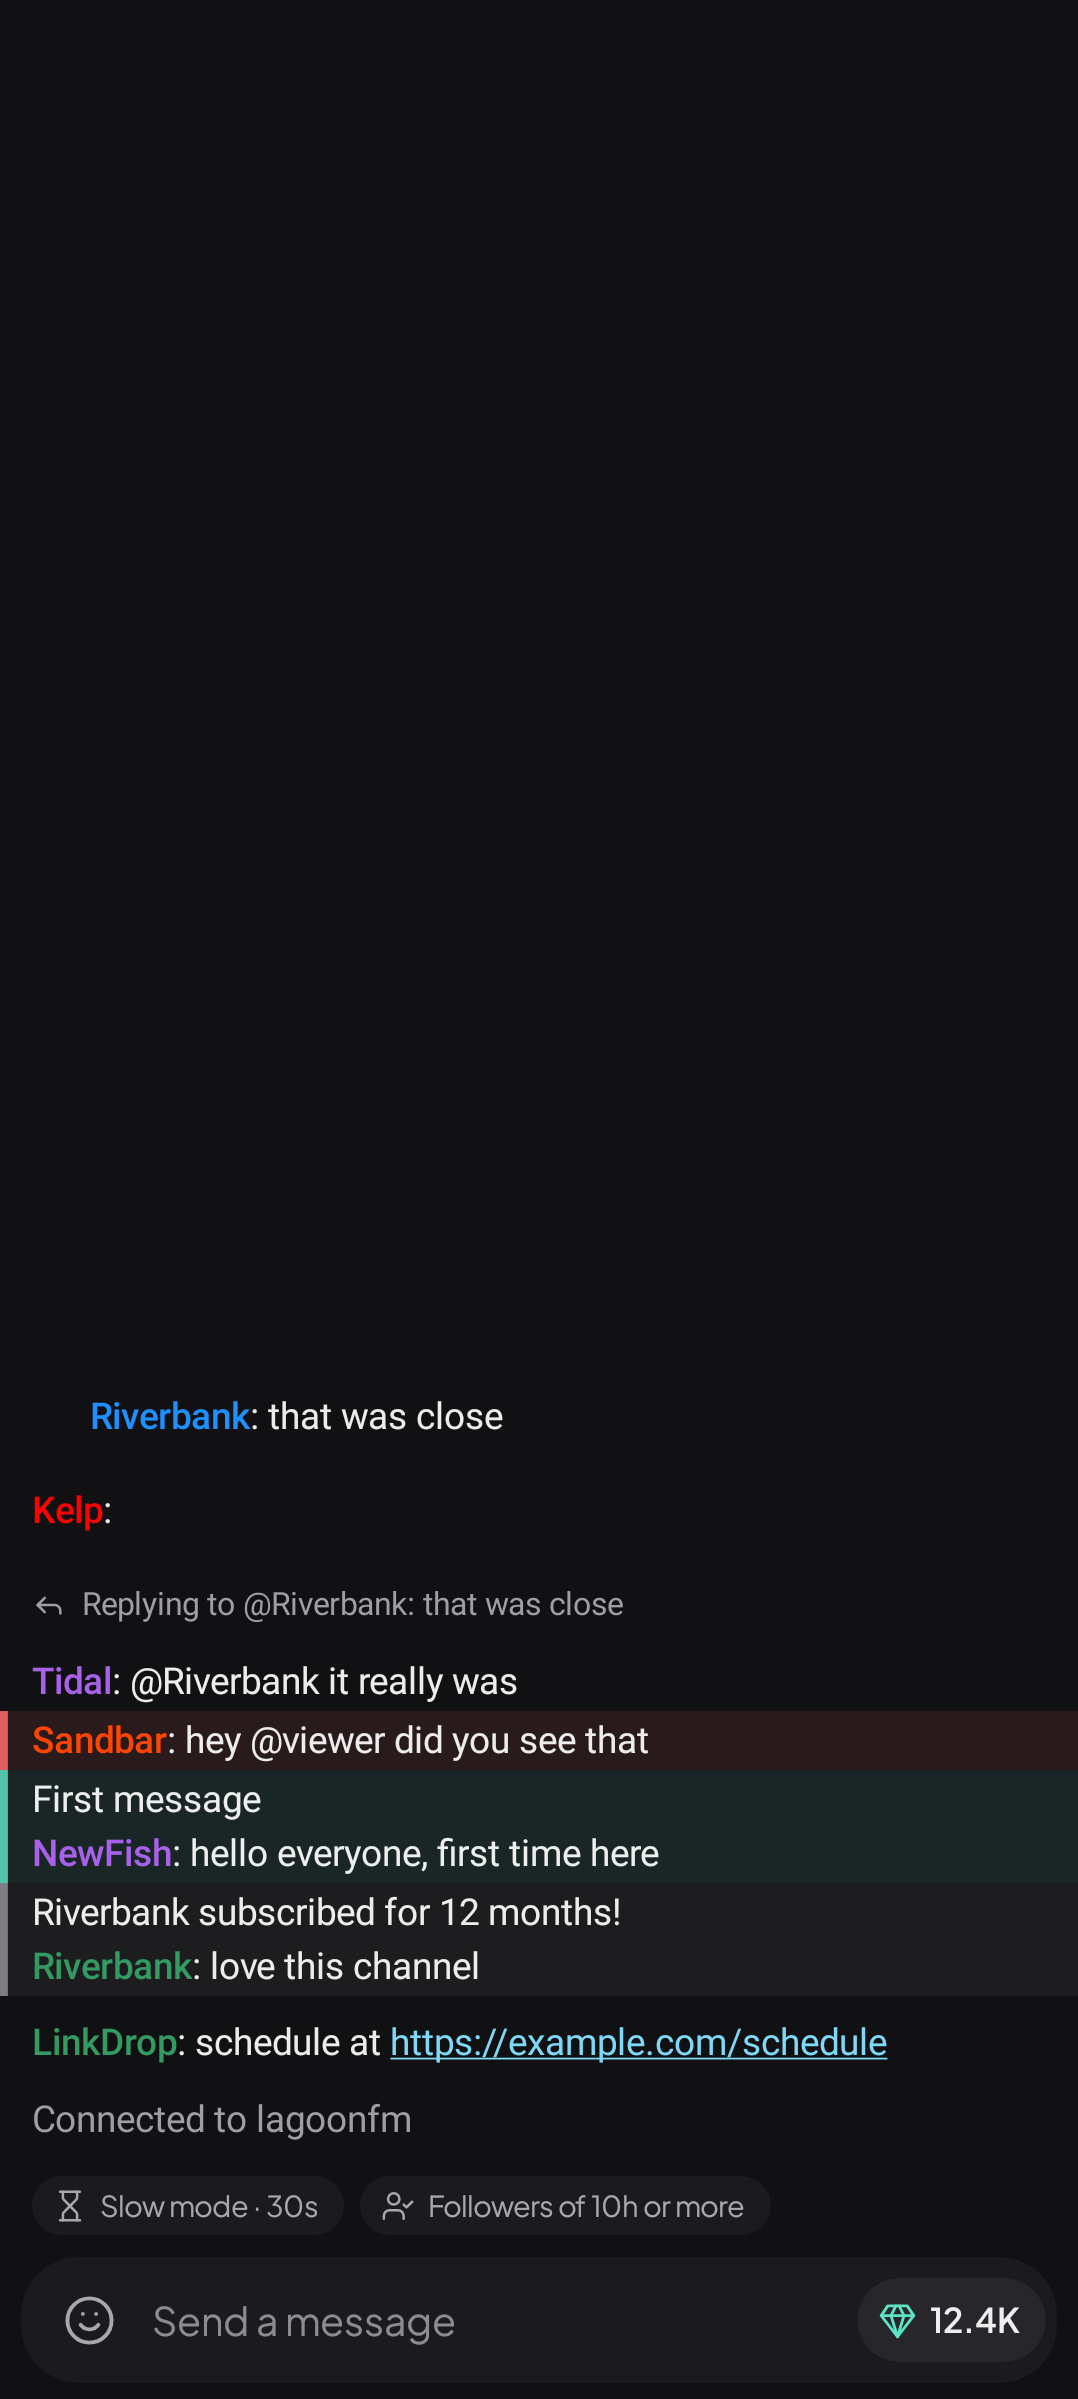 Riverbank: that was close
Kelp:
Replying to @Riverbank: that was close
Tidal: @Riverbank it really was
Sandbar: hey @viewer did you see that
First message
NewFish: hello everyone, first time here
Riverbank subscribed for 12 months!
Riverbank: love this channel
LinkDrop: schedule at https://example.com/schedule
Connected to lagoonfm
Slow mode · 30s
Followers of 10h or more
Send a message
12.4K